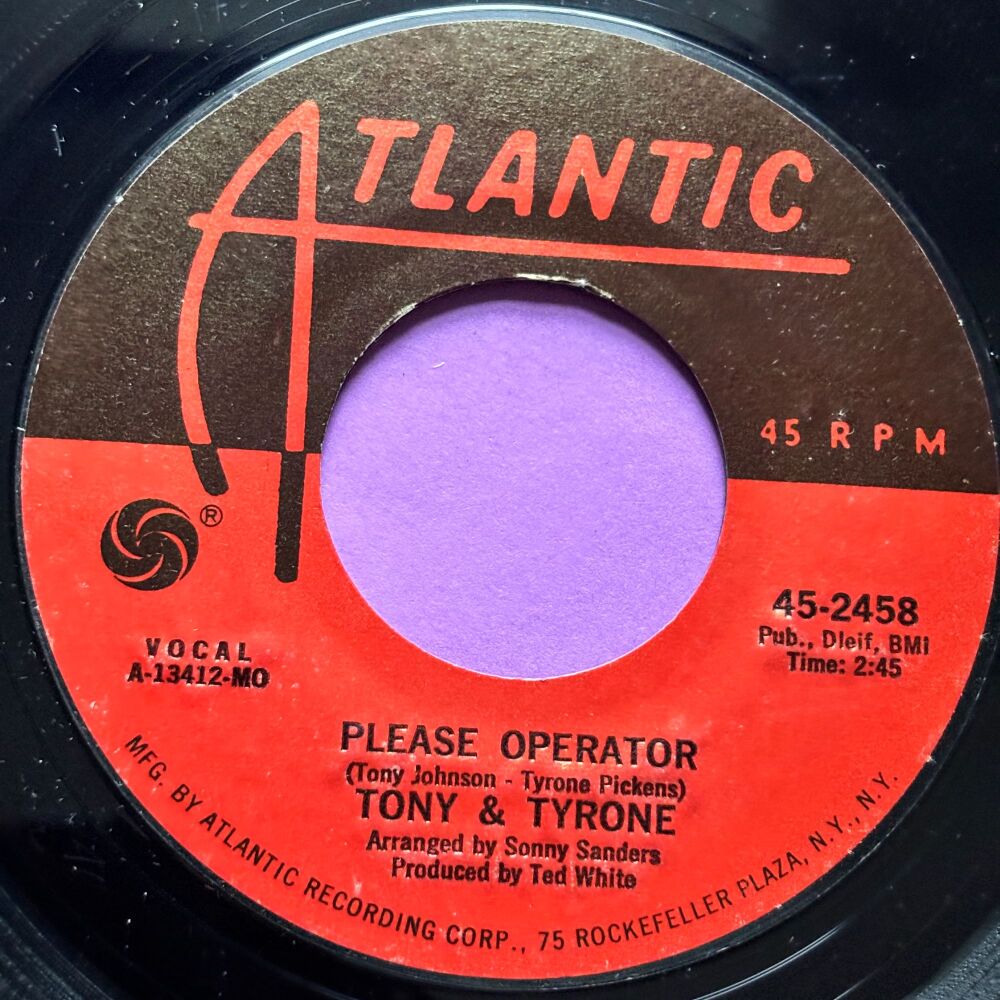 ATLANTIC
45 RPM
®
45-2458
Pub., Dleif, BMI
Time: 2:45
VOCAL
A-13412-MO
PLEASE OPERATOR
(Tony Johnson - Tyrone Pickens)
TONY & TYRONE
Arranged by Sonny Sanders
Produced by Ted White
MFG. BY ATLANTIC RECORDING CORP., 75 ROCKEFELLER PLAZA, N.Y., N.Y.